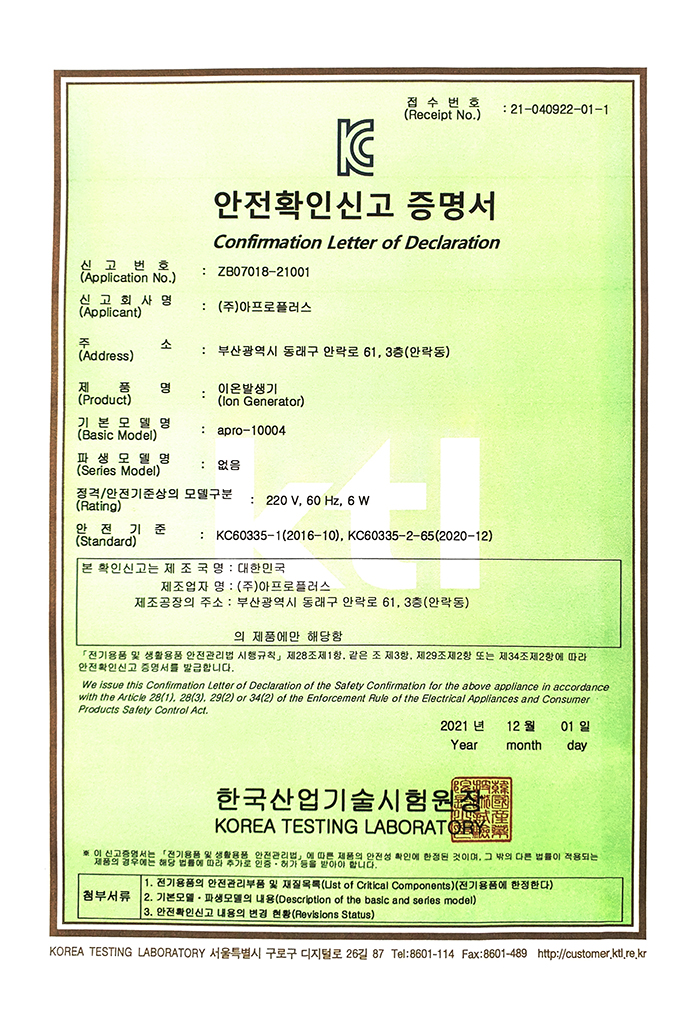 접 수 번 호
(Receipt No.) : 21-040922-01-1
KC
안전확인신고 증명서
Confirmation Letter of Declaration
신 고 번 호
(Application No.) : ZB07018-21001
신 고 회 사 명
(Applicant) : (주)아프로플러스
주 소
(Address) : 부산광역시 동래구 안락로 61, 3층(안락동)
제 품 명
(Product) : 이온발생기
(Ion Generator)
기 본 모 델 명
(Basic Model) : apro-10004
파 생 모 델 명
(Series Model) : 없음
정격/안전기준상의 모델구분
(Rating) : 220 V, 60 Hz, 6 W
안 전 기 준
(Standard) : KC60335-1(2016-10), KC60335-2-65(2020-12)
ktl
본 확인신고는 제 조 국 명 : 대한민국
제조업자 명 : (주)아프로플러스
제조공장의 주소 : 부산광역시 동래구 안락로 61, 3층(안락동)
의 제품에만 해당함
「전기용품 및 생활용품 안전관리법 시행규칙」 제28조제1항, 같은 조 제3항, 제29조제2항 또는 제34조제2항에 따라
안전확인신고 증명서를 발급합니다.
We issue this Confirmation Letter of Declaration of the Safety Confirmation for the above appliance in accordance
with the Article 28(1), 28(3), 29(2) or 34(2) of the Enforcement Rule of the Electrical Appliances and Consumer
Products Safety Control Act.
2021 년 12 월 01 일
Year month day
한국산업기술시험원장
KOREA TESTING LABORATORY
※ 이 신고증명서는 「전기용품 및 생활용품 안전관리법」에 따른 제품의 안전성 확인에 한정된 것이며, 그 밖의 다른 법률이 적용되는
제품의 경우에는 해당 법률에 따라 추가로 인증·허가 등을 받아야 합니다.
첨부서류
1. 전기용품의 안전관리부품 및 재질목록(List of Critical Components)(전기용품에 한정한다)
2. 기본모델·파생모델의 내용(Description of the basic and series model)
3. 안전확인신고 내용의 변경 현황(Revisions Status)
KOREA TESTING LABORATORY 서울특별시 구로구 디지털로 26길 87 Tel:8601-114 Fax:8601-489 http://customer.ktl.re.kr